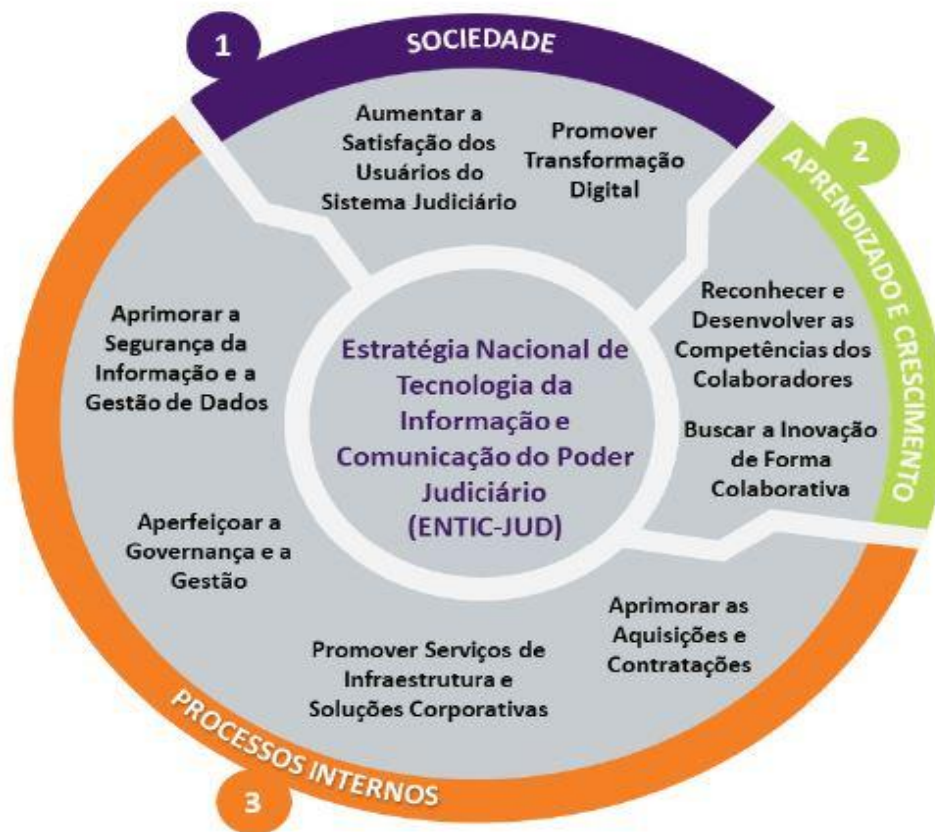 1
SOCIEDADE
Aumentar a
Satisfação dos
Usuários do
Sistema Judiciário
Promover
Transformação
Digital
2
APRENDIZADO E CRESCIMENTO
Reconhecer e
Desenvolver as
Competências dos
Colaboradores
Buscar a Inovação
de Forma
Colaborativa
Estratégia Nacional de
Tecnologia da
Informação e
Comunicação do Poder
Judiciário
(ENTIC-JUD)
Aprimorar a
Segurança da
Informação e a
Gestão de Dados
Aperfeiçoar a
Governança e a
Gestão
Promover Serviços de
Infraestrutura e
Soluções Corporativas
Aprimorar as
Aquisições e
Contratações
PROCESSOS INTERNOS
3